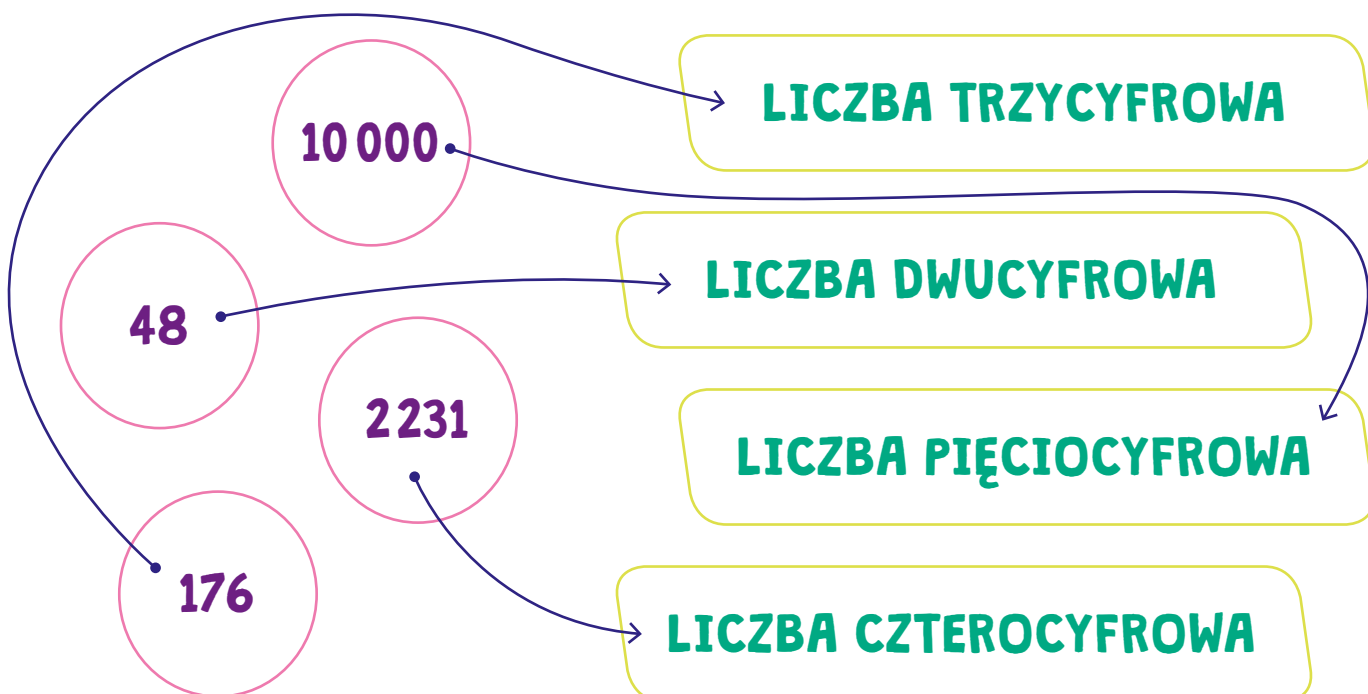 10 000
LICZBA TRZYCYFROWA
48
LICZBA DWUCYFROWA
2 231
LICZBA PIĘCIOCYFROWA
176
LICZBA CZTEROCYFROWA